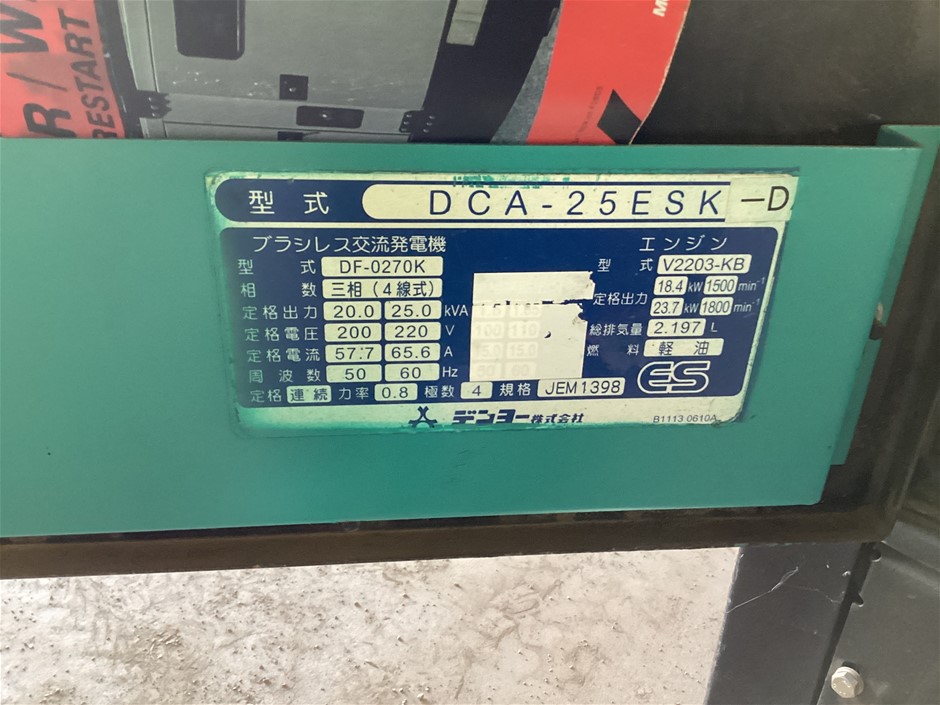 R / W
RESTART
M
型式 DCA-25ESK -D
ブラシレス交流発電機
型式 DF-0270K
相数 三相(4線式)
定格出力 20.0 25.0 kVA
定格電圧 200 220 V 100 110
定格電流 57.7 65.6 A 15.0 15.0
周波数 50 60 Hz 50 60
定格 連続 力率 0.8 極数 4 規格 JEM1398
エンジン
型式 V2203-KB
定格出力 18.4 kW 1500 min⁻¹
23.7 kW 1800 min⁻¹
総排気量 2.197 L
燃料 軽油
ES
デンヨー株式会社
B1113 0610A